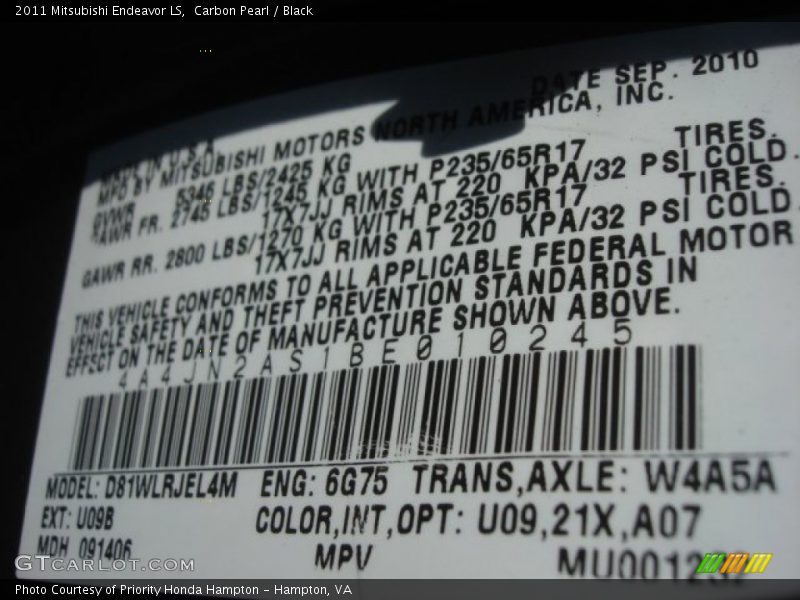 2011 Mitsubishi Endeavor LS, Carbon Pearl / Black
DATE SEP. 2010
MADE IN U.S.A.
MFD BY MITSUBISHI MOTORS NORTH AMERICA, INC.
GVWR 5346 LBS/2425 KG
GAWR FR. 2745 LBS/1245 KG WITH P235/65R17 TIRES.
17X7JJ RIMS AT 220 KPA/32 PSI COLD.
GAWR RR. 2800 LBS/1270 KG WITH P235/65R17 TIRES.
17X7JJ RIMS AT 220 KPA/32 PSI COLD.
THIS VEHICLE CONFORMS TO ALL APPLICABLE FEDERAL MOTOR
VEHICLE SAFETY AND THEFT PREVENTION STANDARDS IN
EFFECT ON THE DATE OF MANUFACTURE SHOWN ABOVE.
4A4JN2AS1BE010245
MODEL: D81WLRJEL4M ENG: 6G75 TRANS,AXLE: W4A5A
EXT: U09B COLOR,INT,OPT: U09,21X,A07
MDH 091406 MPV
GTCarLot.com
Photo Courtesy of Priority Honda Hampton - Hampton, VA